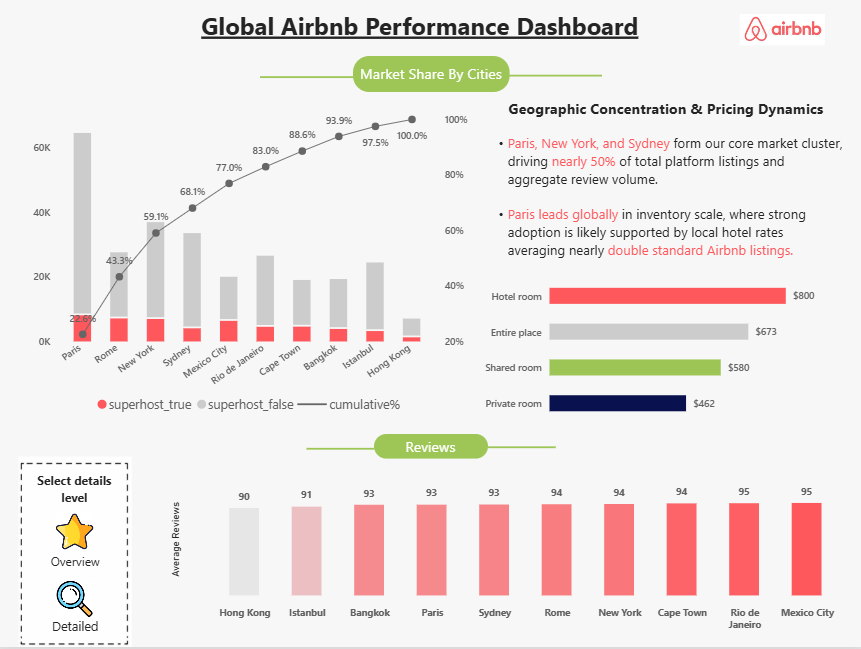 Global Airbnb Performance Dashboard
airbnb
Market Share By Cities
60K
40K
20K
0K
22.6%
43.3%
59.1%
68.1%
77.0%
83.0%
88.6%
93.9%
97.5%
100.0%
100%
80%
60%
40%
20%
Paris
Rome
New York
Sydney
Mexico City
Rio de Janeiro
Cape Town
Bangkok
Istanbul
Hong Kong
superhost_true superhost_false cumulative%
Geographic Concentration & Pricing Dynamics
• Paris, New York, and Sydney form our core market cluster,
driving nearly 50% of total platform listings and
aggregate review volume.
• Paris leads globally in inventory scale, where strong
adoption is likely supported by local hotel rates
averaging nearly double standard Airbnb listings.
Hotel room $800
Entire place $673
Shared room $580
Private room $462
Reviews
Select details
level
Overview
Detailed
Average Reviews
90 91 93 93 93 94 94 94 95 95
Hong Kong Istanbul Bangkok Paris Sydney Rome New York Cape Town Rio de Mexico City
Janeiro